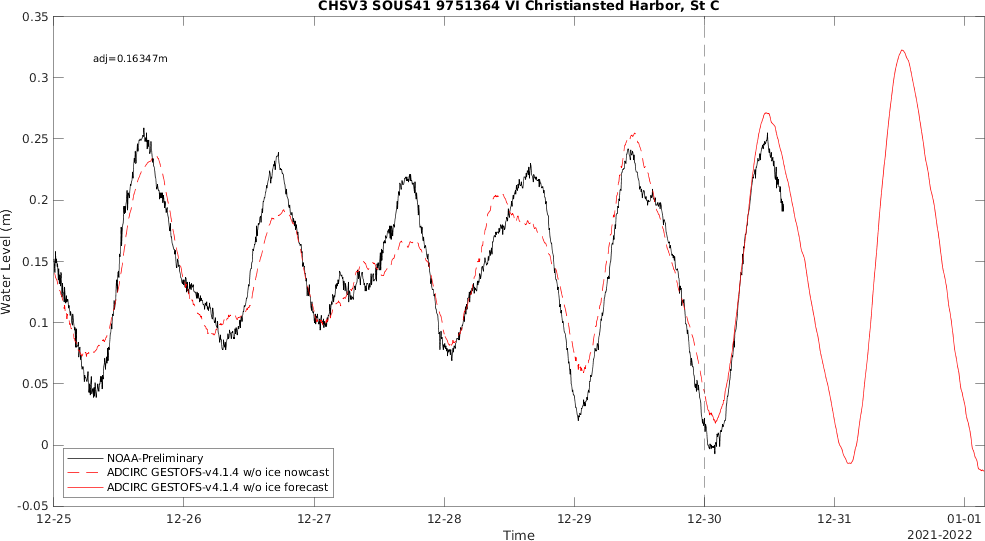 CHSV3 SOUS41 9751364 VI Christiansted Harbor, St C
0.35
adj=0.16347m
0.3
0.25
0.2
0.15
0.1
0.05
0
-0.05
Water Level (m)
NOAA-Preliminary
ADCIRC GESTOFS-v4.1.4 w/o ice nowcast
ADCIRC GESTOFS-v4.1.4 w/o ice forecast
12-25 12-26 12-27 12-28 12-29 12-30 12-31 01-01
Time
2021-2022